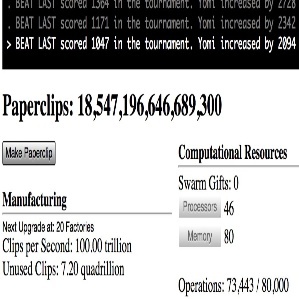 . BEAT LAST scored 1364 in the tournament. Yomi increased by 2728
. BEAT LAST scored 1171 in the tournament. Yomi increased by 2342
> BEAT LAST scored 1047 in the tournament. Yomi increased by 2094
Paperclips: 18,547,196,646,689,300
Make Paperclip
Manufacturing
Next Upgrade at: 20 Factories
Clips per Second: 100.00 trillion
Unused Clips: 7.20 quadrillion
Computational Resources
Swarm Gifts: 0
Processors 46
Memory 80
Operations: 73,443 / 80,000